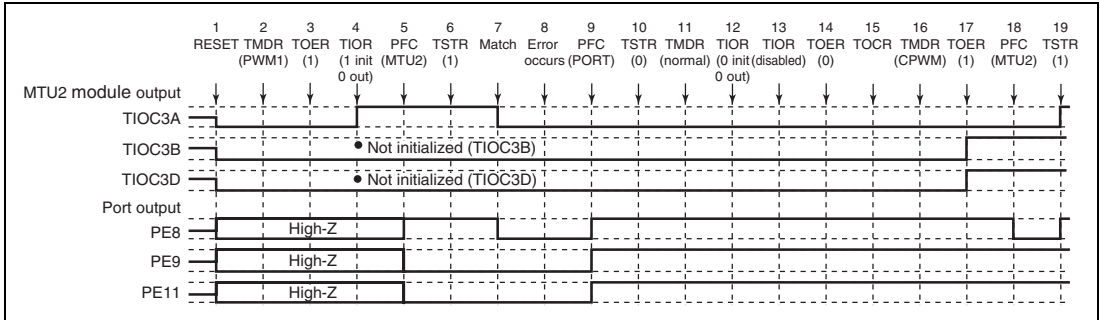 1 2 3 4 5 6 7 8 9 10 11 12 13 14 15 16 17 18 19
RESET TMDR TOER TIOR PFC TSTR Match Error PFC TSTR TMDR TIOR TIOR TOER TOCR TMDR TOER PFC TSTR
(PWM1) (1) (1 init (MTU2) (1) occurs (PORT) (0) (normal) (0 init (disabled) (0) (CPWM) (1) (MTU2) (1)
0 out) 0 out)
MTU2 module output
TIOC3A
TIOC3B • Not initialized (TIOC3B)
TIOC3D • Not initialized (TIOC3D)
Port output
PE8 High-Z
PE9 High-Z
PE11 High-Z